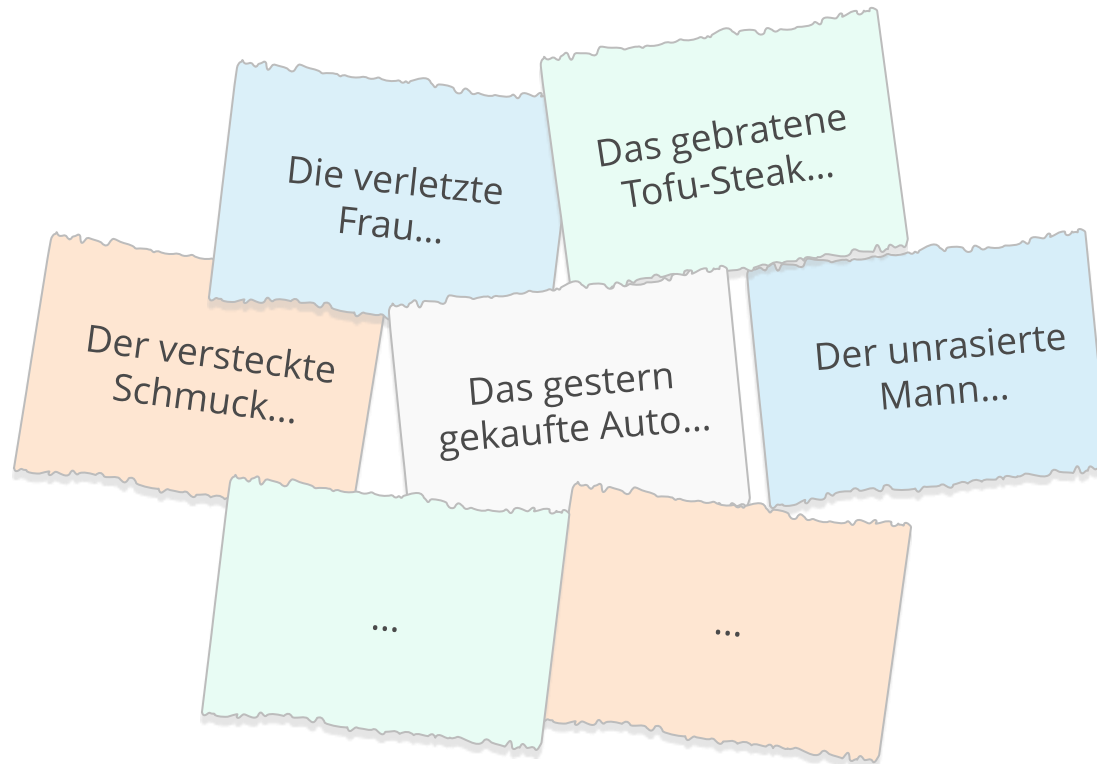 Die verletzte
Frau...
Das gebratene
Tofu-Steak...
Der versteckte
Schmuck...
Das gestern
gekaufte Auto...
Der unrasierte
Mann...
...
...